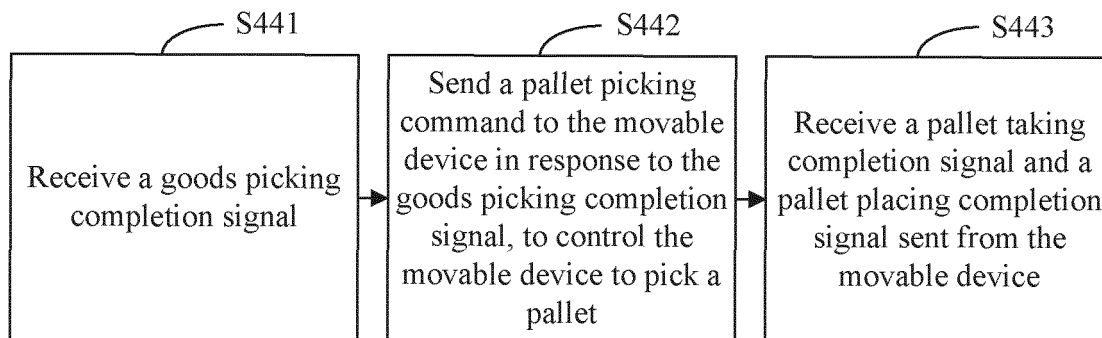 S441
Receive a goods picking
completion signal
S442
Send a pallet picking
command to the movable
device in response to the
goods picking completion
signal, to control the
movable device to pick a
pallet
S443
Receive a pallet taking
completion signal and a
pallet placing completion
signal sent from the
movable device